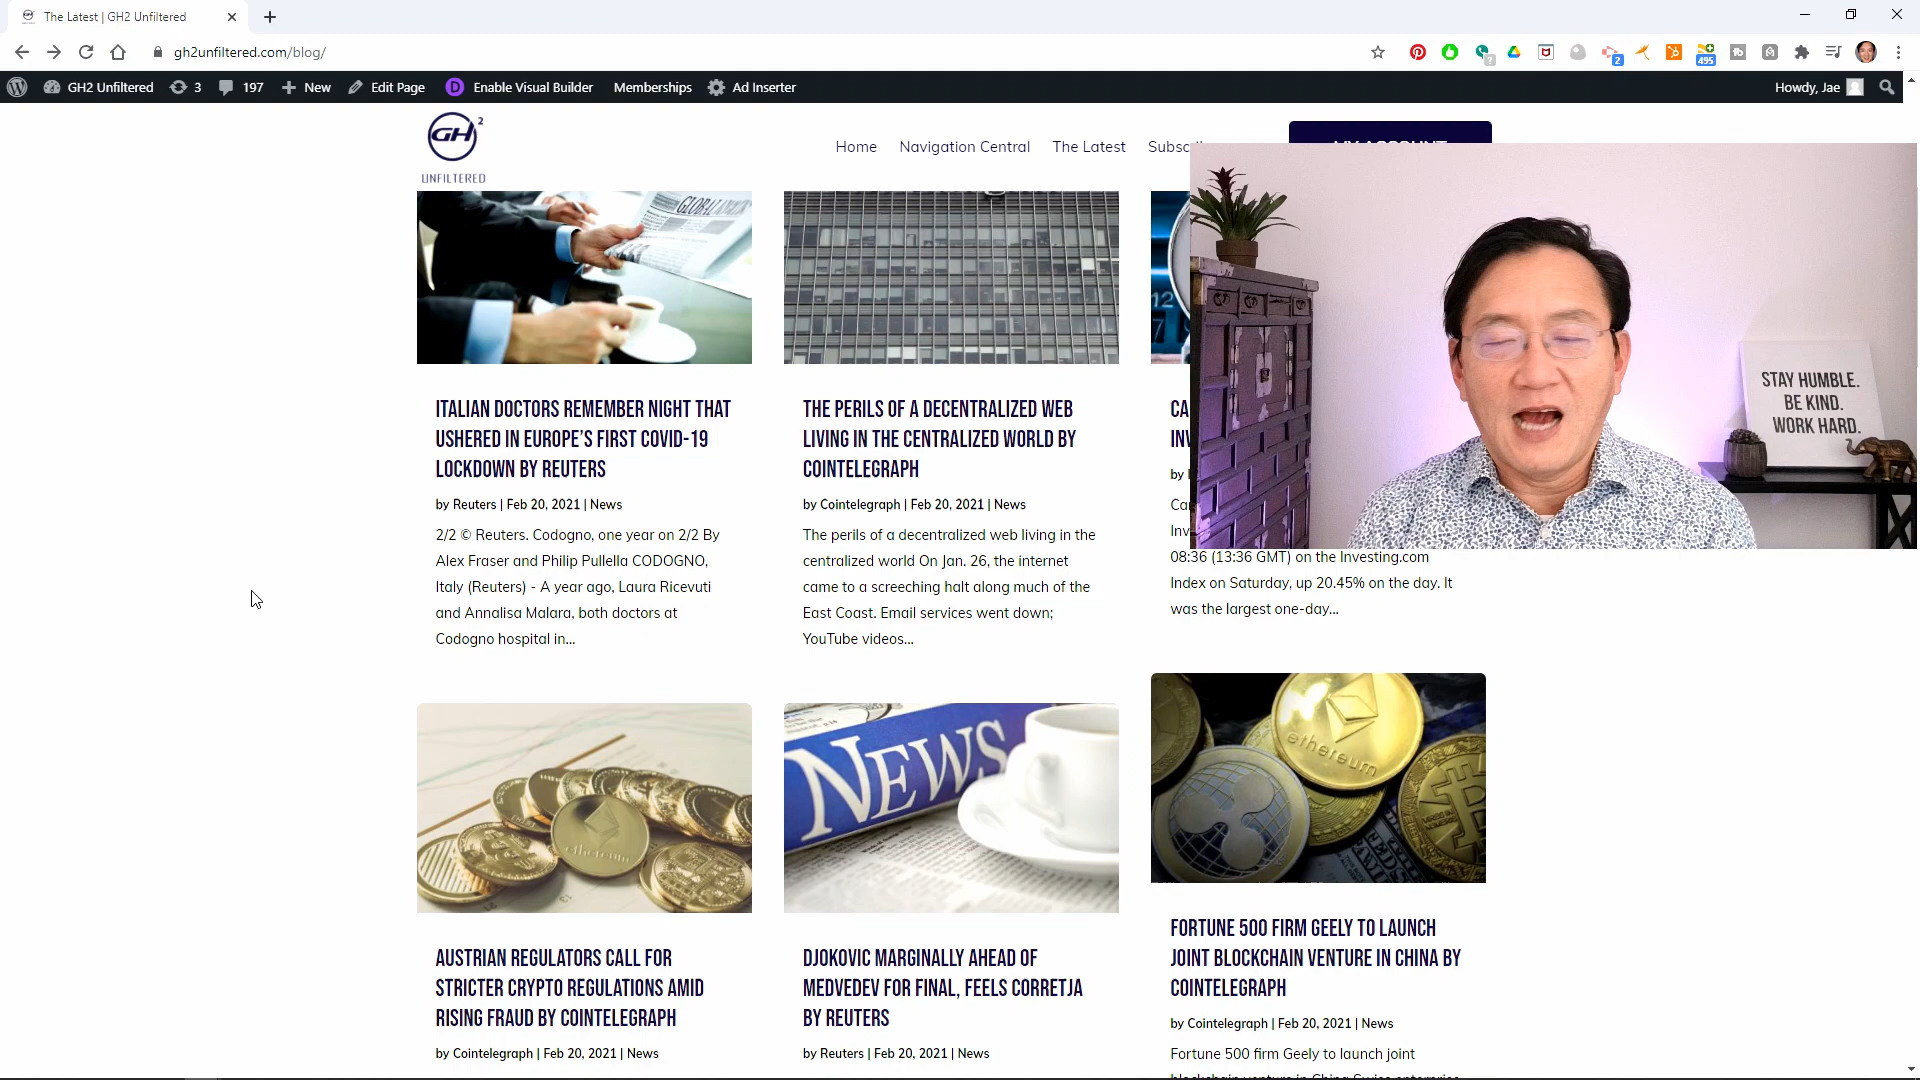 The Latest | GH2 Unfiltered
gh2unfiltered.com/blog/
GH2 Unfiltered 3 197 New Edit Page Enable Visual Builder Memberships Ad Inserter Howdy, Jae
2
495
GH 2
UNFILTERED
Home Navigation Central The Latest
GLOBAL
12
ITALIAN DOCTORS REMEMBER NIGHT THAT
USHERED IN EUROPE'S FIRST COVID-19
LOCKDOWN BY REUTERS
by Reuters | Feb 20, 2021 | News
2/2 © Reuters. Codogno, one year on 2/2 By
Alex Fraser and Philip Pullella CODOGNO,
Italy (Reuters) - A year ago, Laura Ricevuti
and Annalisa Malara, both doctors at
Codogno hospital in...
THE PERILS OF A DECENTRALIZED WEB
LIVING IN THE CENTRALIZED WORLD BY
COINTELEGRAPH
by Cointelegraph | Feb 20, 2021 | News
The perils of a decentralized web living in the
centralized world On Jan. 26, the internet
came to a screeching halt along much of the
East Coast. Email services went down;
YouTube videos...
CA
by
08:36 (13:36 GMT) on the Investing.com
Index on Saturday, up 20.45% on the day. It
was the largest one-day...
STAY HUMBLE.
BE KIND.
WORK HARD.
ethereum
NEWS
ethereum
AUSTRIAN REGULATORS CALL FOR
STRICTER CRYPTO REGULATIONS AMID
RISING FRAUD BY COINTELEGRAPH
by Cointelegraph | Feb 20, 2021 | News
DJOKOVIC MARGINALLY AHEAD OF
MEDVEDEV FOR FINAL, FEELS CORRETJA
BY REUTERS
by Reuters | Feb 20, 2021 | News
FORTUNE 500 FIRM GEELY TO LAUNCH
JOINT BLOCKCHAIN VENTURE IN CHINA BY
COINTELEGRAPH
by Cointelegraph | Feb 20, 2021 | News
Fortune 500 firm Geely to launch joint